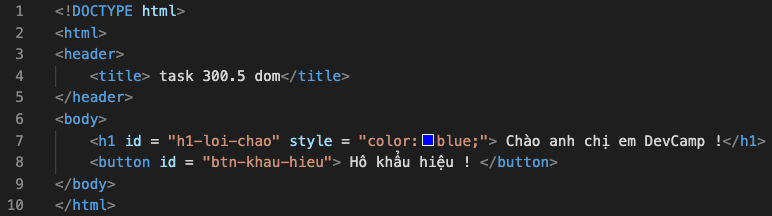 1 <!DOCTYPE html>
2 <html>
3 <header>
4 <title> task 300.5 dom</title>
5 </header>
6 <body>
7 <h1 id = "h1-loi-chao" style = "color:blue;"> Chào anh chị em DevCamp !</h1>
8 <button id = "btn-khau-hieu"> Hô khẩu hiệu ! </button>
9 </body>
10 </html>